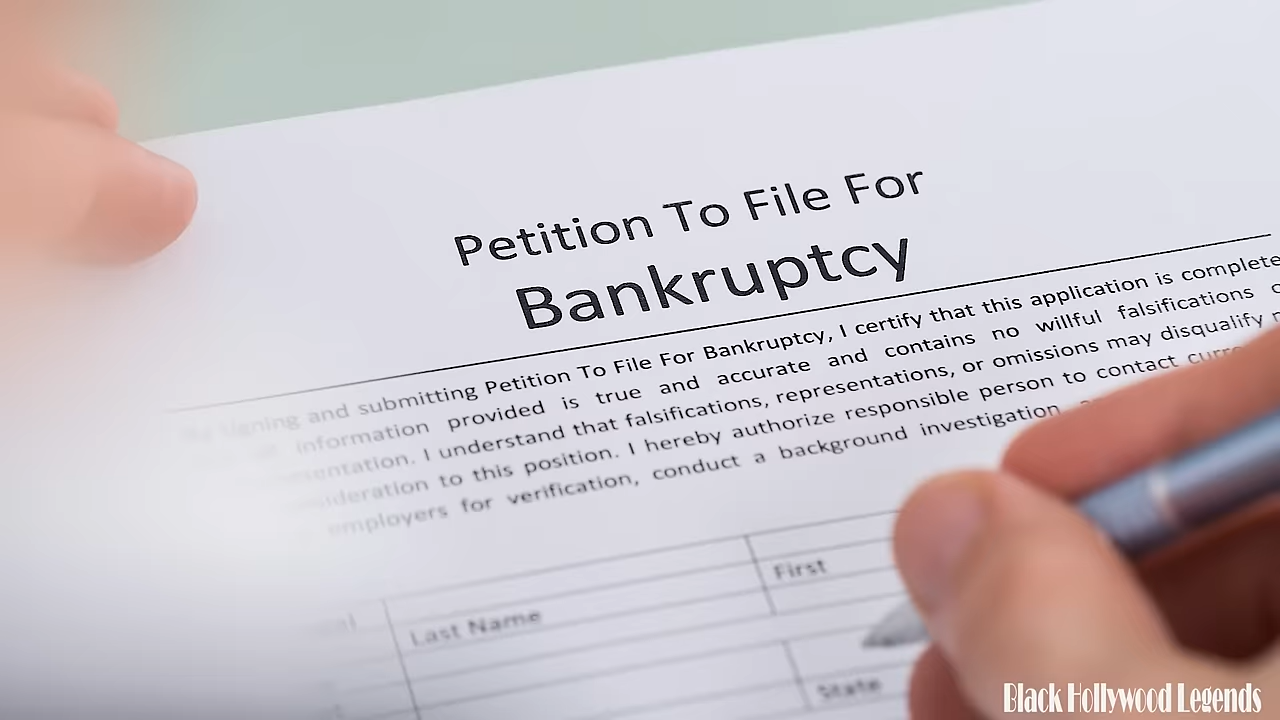 Petition To File For
Bankruptcy
signing and submitting Petition To File For Bankruptcy, I certify that this application is complete
information provided is true and accurate and contains no willful falsifications
I understand that falsifications, representations, or omissions may disqualify
to this position. I hereby authorize responsible person to contact
employers for verification, conduct a background investigation,
First
Last Name
State
Black Hollywood Legends